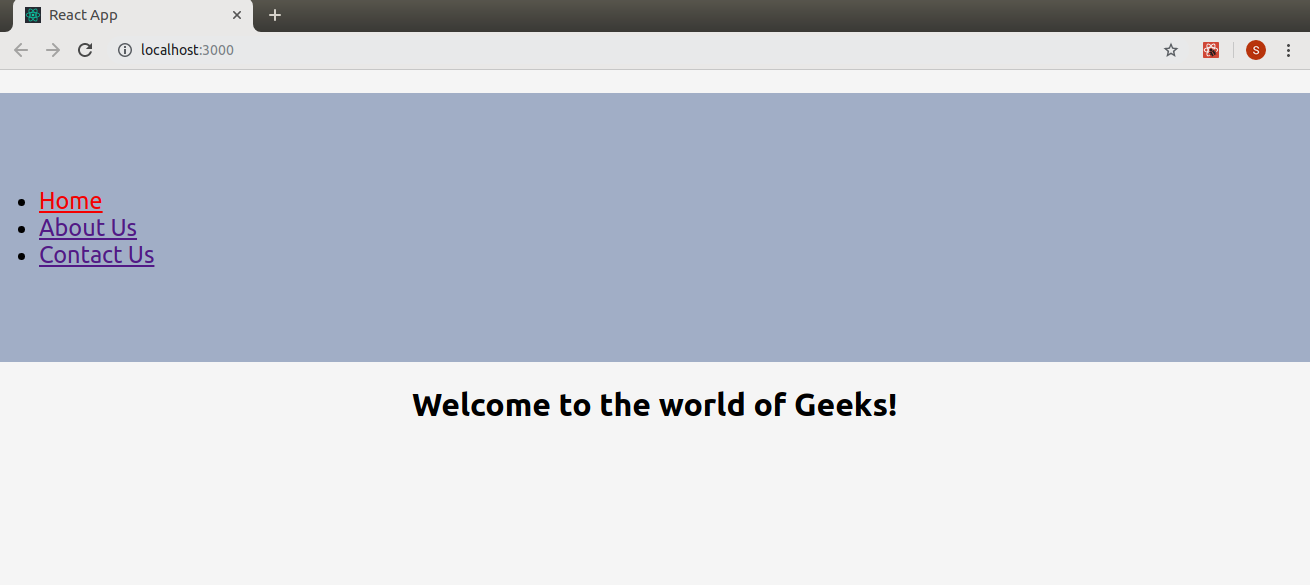 React App
localhost:3000
S
Home
About Us
Contact Us
Welcome to the world of Geeks!